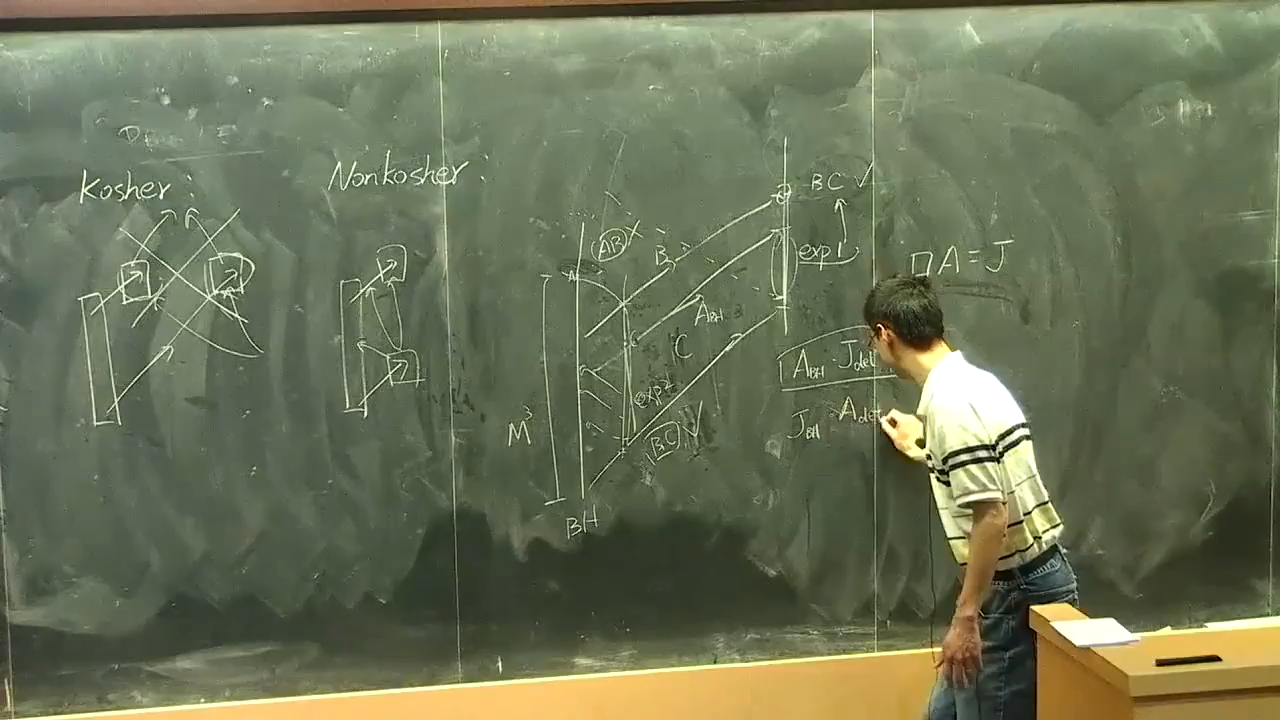 Kosher :
Nonkosher :
(AB) X
B
BC ✓
exp 1
□A = J
A_BH
C
A_BH · J_det
exp 2
J_BH A_det
M³
(BC) ✓
BH